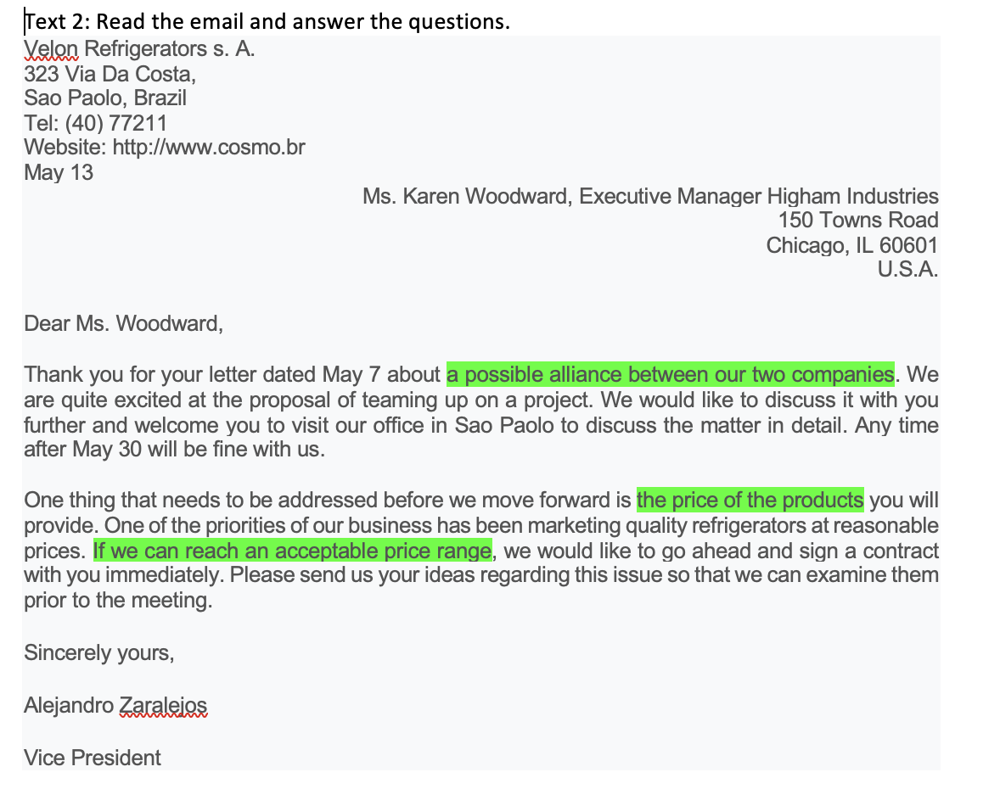 Text 2: Read the email and answer the questions.
Velon Refrigerators s. A.
323 Via Da Costa,
Sao Paolo, Brazil
Tel: (40) 77211
Website: http://www.cosmo.br
May 13
Ms. Karen Woodward, Executive Manager Higham Industries
150 Towns Road
Chicago, IL 60601
U.S.A.
Dear Ms. Woodward,
Thank you for your letter dated May 7 about a possible alliance between our two companies. We
are quite excited at the proposal of teaming up on a project. We would like to discuss it with you
further and welcome you to visit our office in Sao Paolo to discuss the matter in detail. Any time
after May 30 will be fine with us.
One thing that needs to be addressed before we move forward is the price of the products you will
provide. One of the priorities of our business has been marketing quality refrigerators at reasonable
prices. If we can reach an acceptable price range, we would like to go ahead and sign a contract
with you immediately. Please send us your ideas regarding this issue so that we can examine them
prior to the meeting.
Sincerely yours,
Alejandro Zaralejos
Vice President